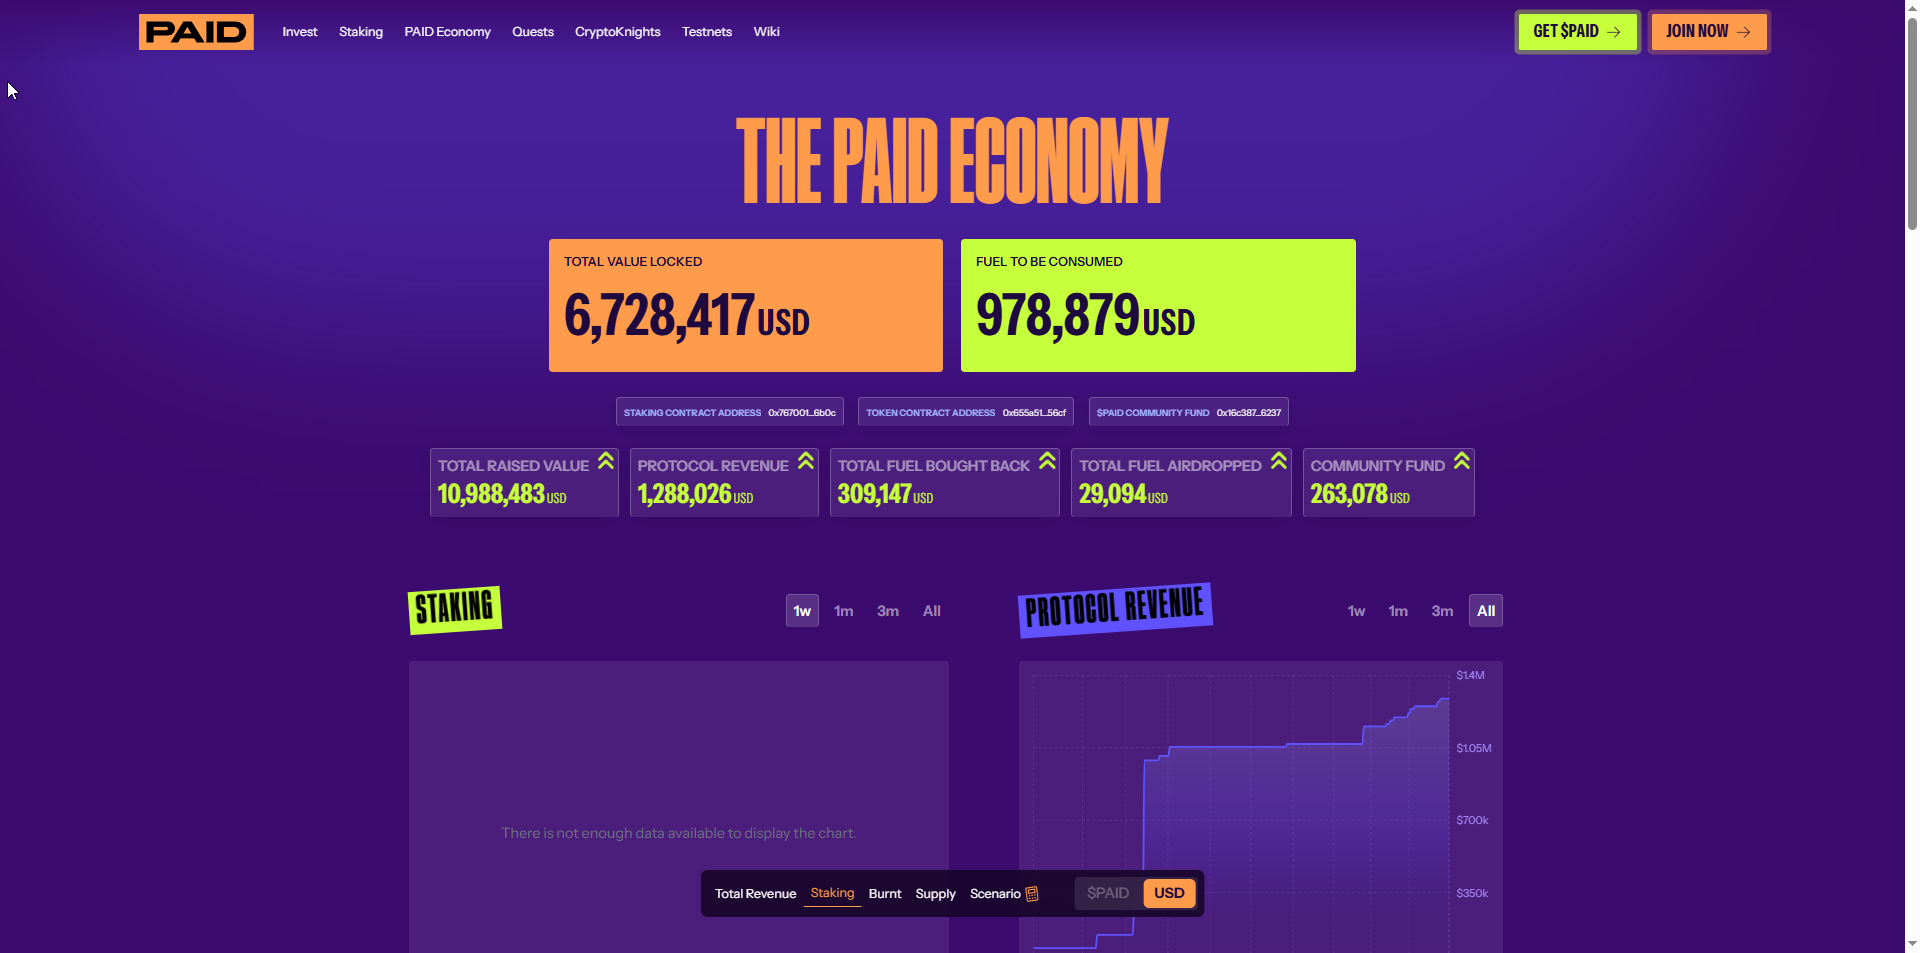 PAID
Invest Staking PAID Economy Quests CryptoKnights Testnets Wiki
GET $PAID
JOIN NOW
THE PAID ECONOMY
TOTAL VALUE LOCKED
6,728,417 USD
FUEL TO BE CONSUMED
978,879 USD
STAKING CONTRACT ADDRESS 0x767001...6b0c
TOKEN CONTRACT ADDRESS 0x655a51...56cf
$PAID COMMUNITY FUND 0x16c387...6237
TOTAL RAISED VALUE
10,988,483 USD
PROTOCOL REVENUE
1,288,026 USD
TOTAL FUEL BOUGHT BACK
309,147 USD
TOTAL FUEL AIRDROPPED
29,094 USD
COMMUNITY FUND
263,078 USD
STAKING
1w 1m 3m All
There is not enough data available to display the chart.
PROTOCOL REVENUE
1w 1m 3m All
$1.4M
$1.05M
$700k
$350k
Total Revenue Staking Burnt Supply Scenario
$PAID USD